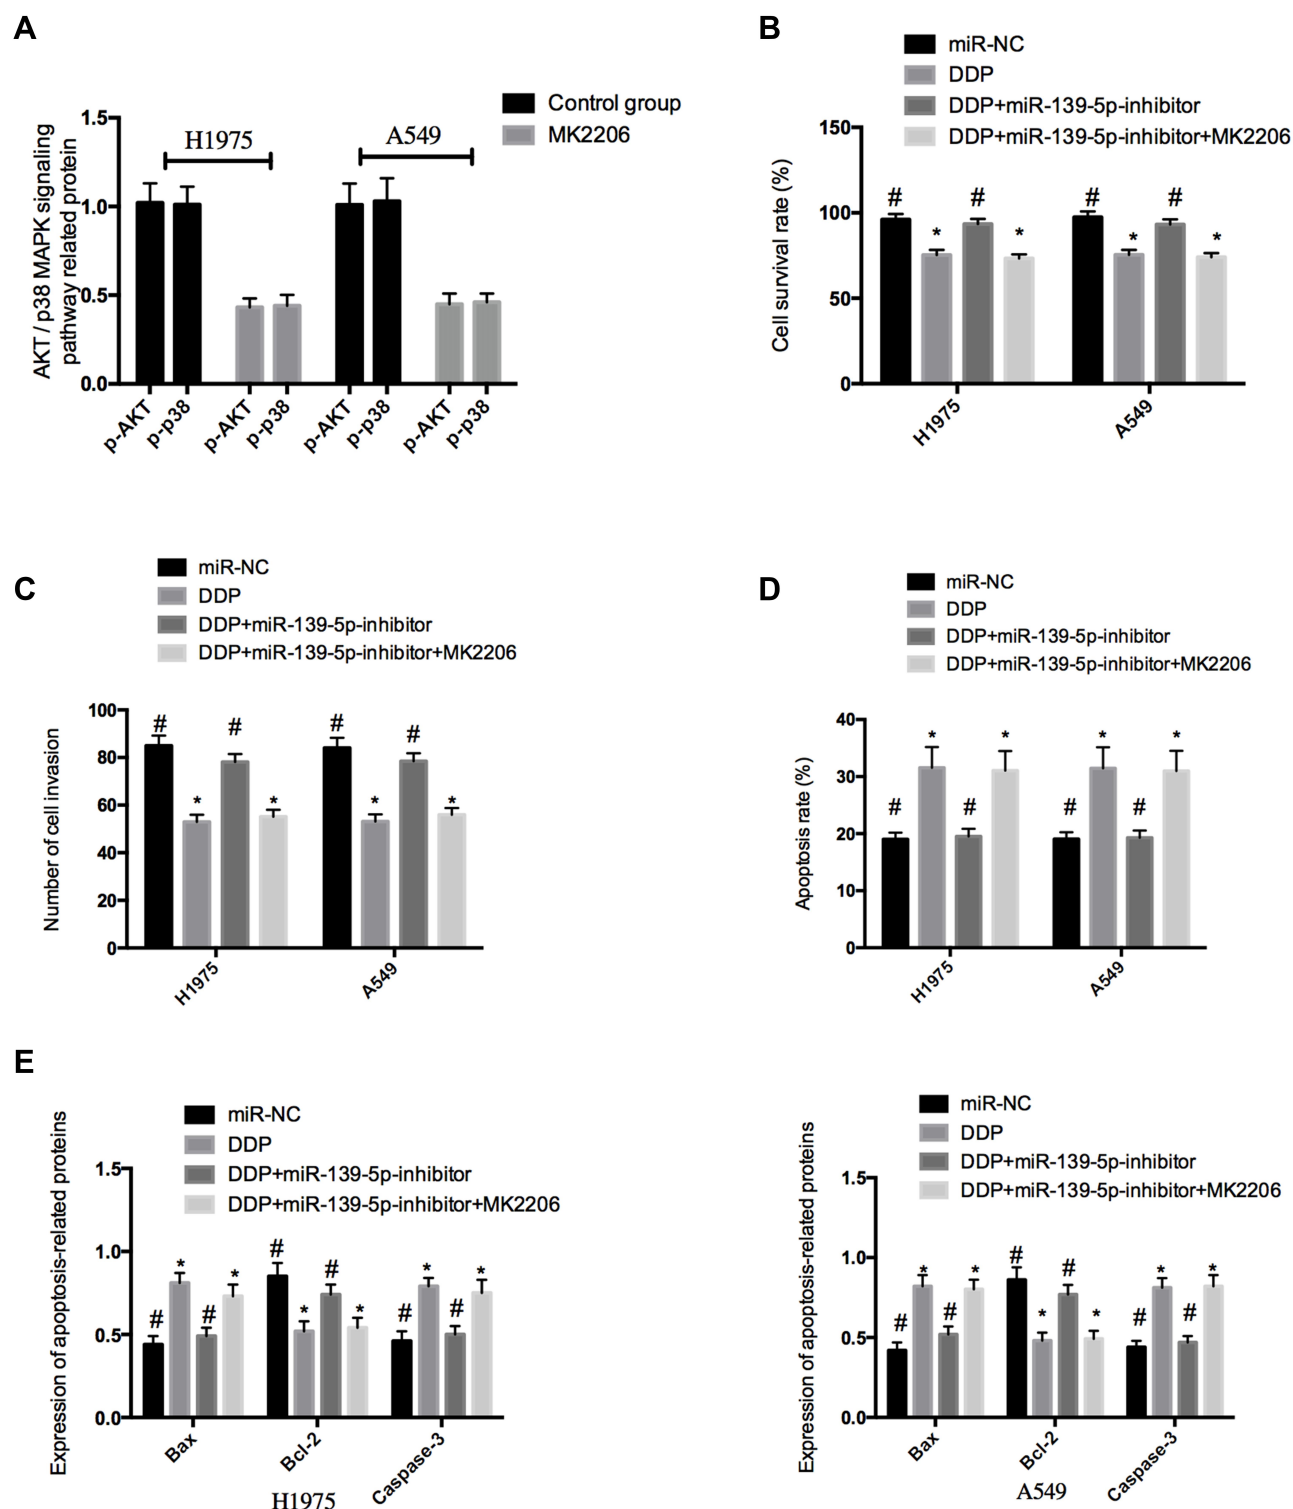 A
Control group
MK2206
AKT / p38 MAPK signaling
pathway related protein
1.5
1.0
0.5
0.0
H1975
A549
p-AKT
p-p38
p-AKT
p-p38
p-AKT
p-p38
p-AKT
p-p38
B
miR-NC
DDP
DDP+miR-139-5p-inhibitor
DDP+miR-139-5p-inhibitor+MK2206
Cell survival rate (%)
150
100
50
0
# * # *
# * # *
H1975
A549
C
miR-NC
DDP
DDP+miR-139-5p-inhibitor
DDP+miR-139-5p-inhibitor+MK2206
Number of cell invasion
100
80
60
40
20
0
# * # *
# * # *
H1975
A549
D
miR-NC
DDP
DDP+miR-139-5p-inhibitor
DDP+miR-139-5p-inhibitor+MK2206
Apoptosis rate (%)
40
30
20
10
0
# * # *
# * # *
H1975
A549
E
miR-NC
DDP
DDP+miR-139-5p-inhibitor
DDP+miR-139-5p-inhibitor+MK2206
Expression of apoptosis-related proteins
1.5
1.0
0.5
0.0
# * # *
# * # *
# * # *
Bax
Bcl-2
Caspase-3
H1975
miR-NC
DDP
DDP+miR-139-5p-inhibitor
DDP+miR-139-5p-inhibitor+MK2206
Expression of apoptosis-related proteins
1.5
1.0
0.5
0.0
# * # *
# * # *
# * # *
Bax
Bcl-2
Caspase-3
A549